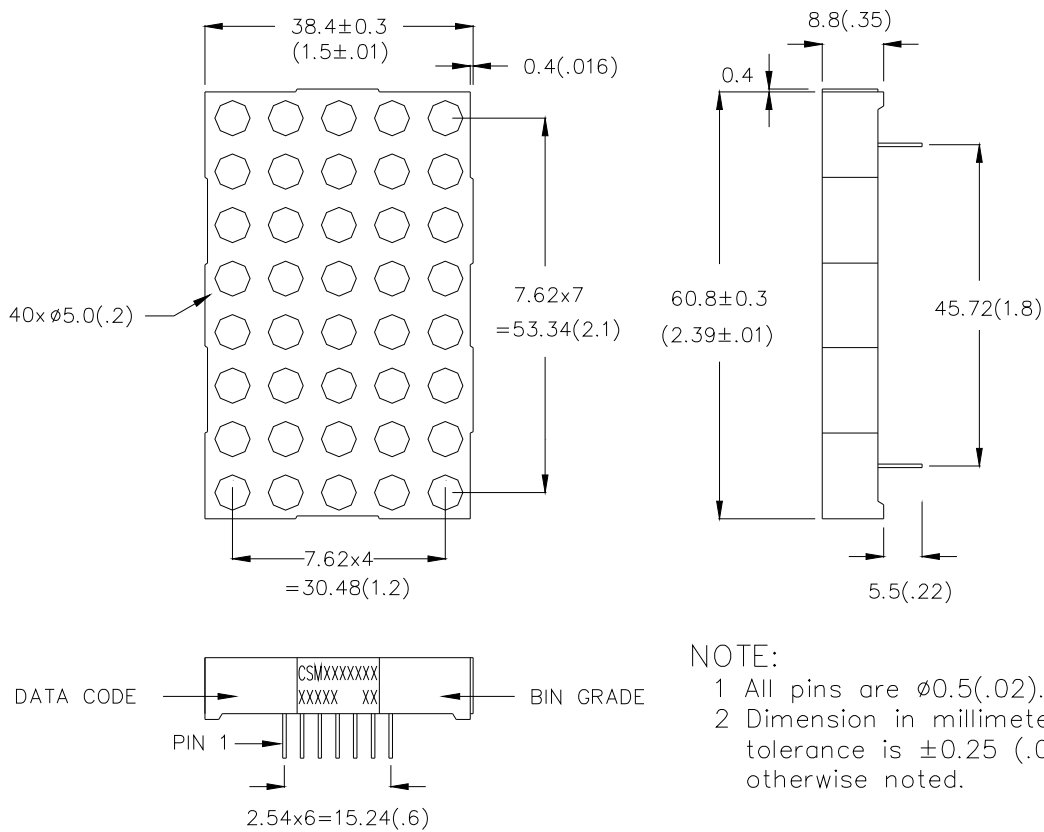 38.4±0.3
(1.5±.01)
0.4(.016)
8.8(.35)
0.4
40xø5.0(.2)
7.62x7
=53.34(2.1)
60.8±0.3
(2.39±.01)
45.72(1.8)
7.62x4
=30.48(1.2)
5.5(.22)
CSMXXXXXXX
XXXXX XX
DATA CODE
BIN GRADE
PIN 1
2.54x6=15.24(.6)
NOTE:
1 All pins are ø0.5(.02).
2 Dimension in millimete
tolerance is ±0.25 (.0
otherwise noted.